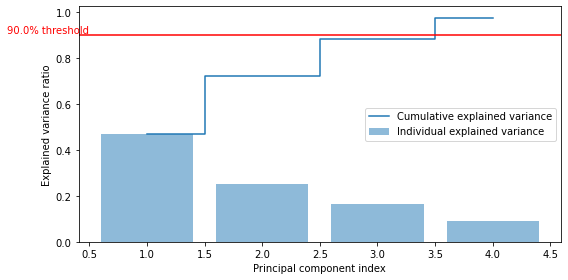 1.0
90.0% threshold
0.8
0.6
0.4
0.2
0.0
Explained variance ratio
Cumulative explained variance
Individual explained variance
0.5 1.0 1.5 2.0 2.5 3.0 3.5 4.0 4.5
Principal component index